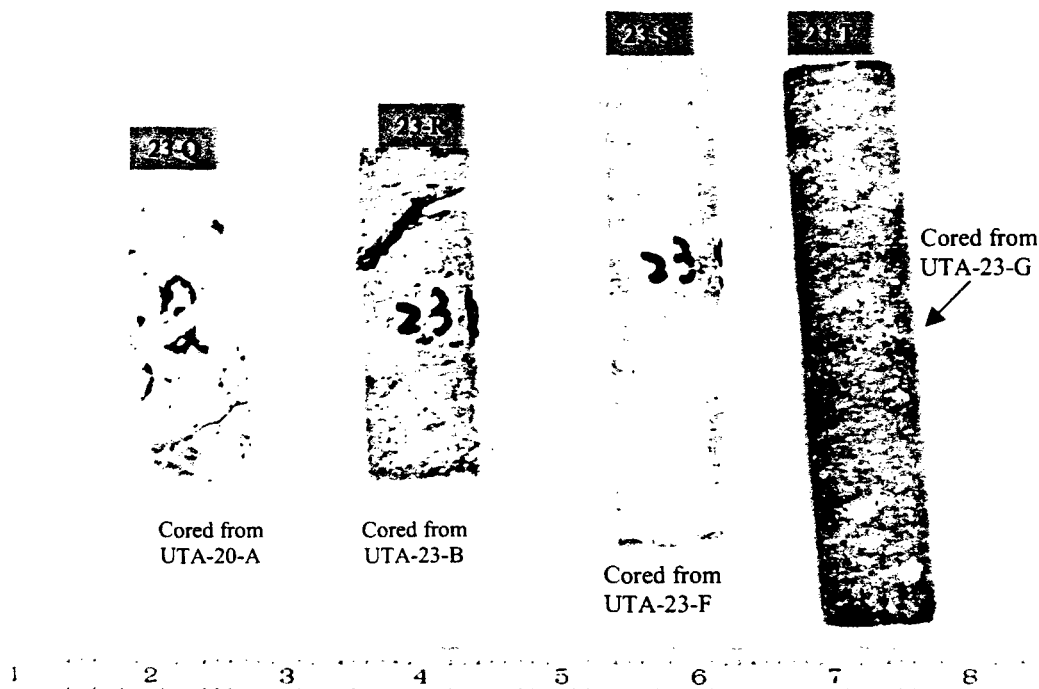 23-S
23-T
23-R
23-Q
23
23
Cored from
UTA-23-G
Cored from
UTA-20-A
Cored from
UTA-23-B
Cored from
UTA-23-F
1 2 3 4 5 6 7 8